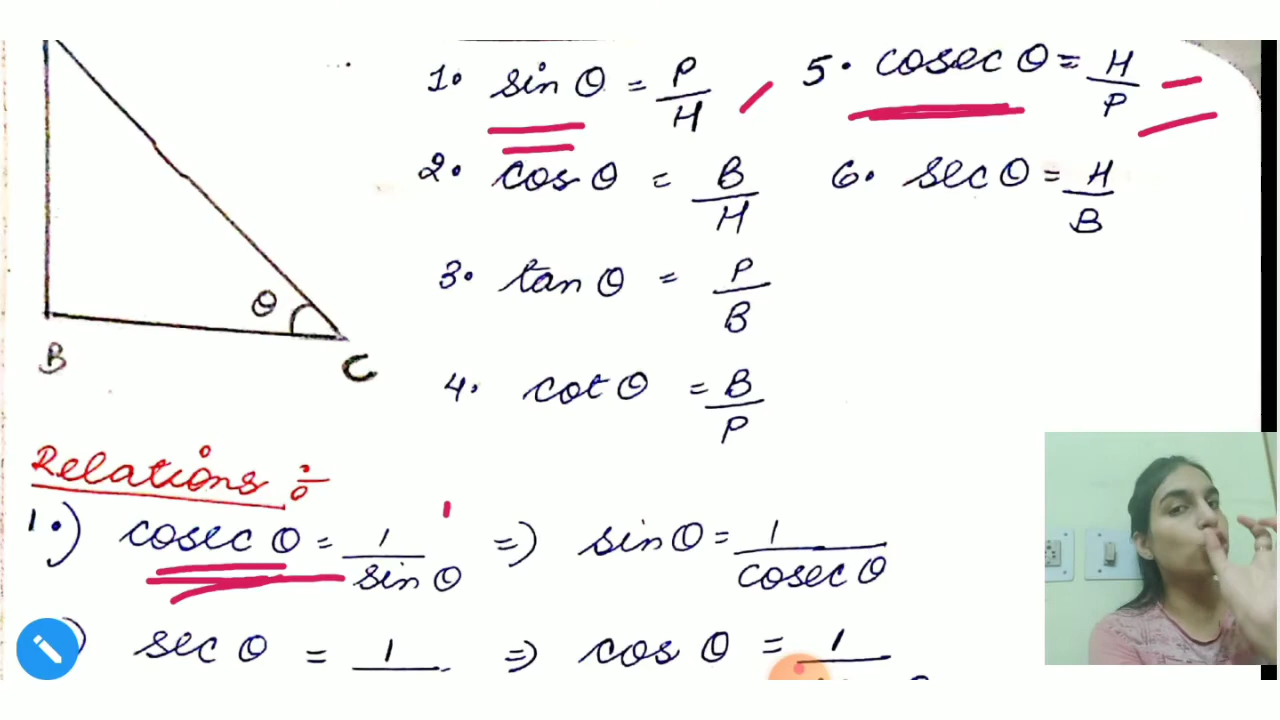 1. sin θ = P/H 5. cosec θ = H/P
2. cos θ = B/H 6. sec θ = H/B
3. tan θ = P/B
4. cot θ = B/P
θ
B C
Relations :
1.) cosec θ = 1/sin θ => sin θ = 1/cosec θ
) sec θ = 1/ => cos θ = 1/